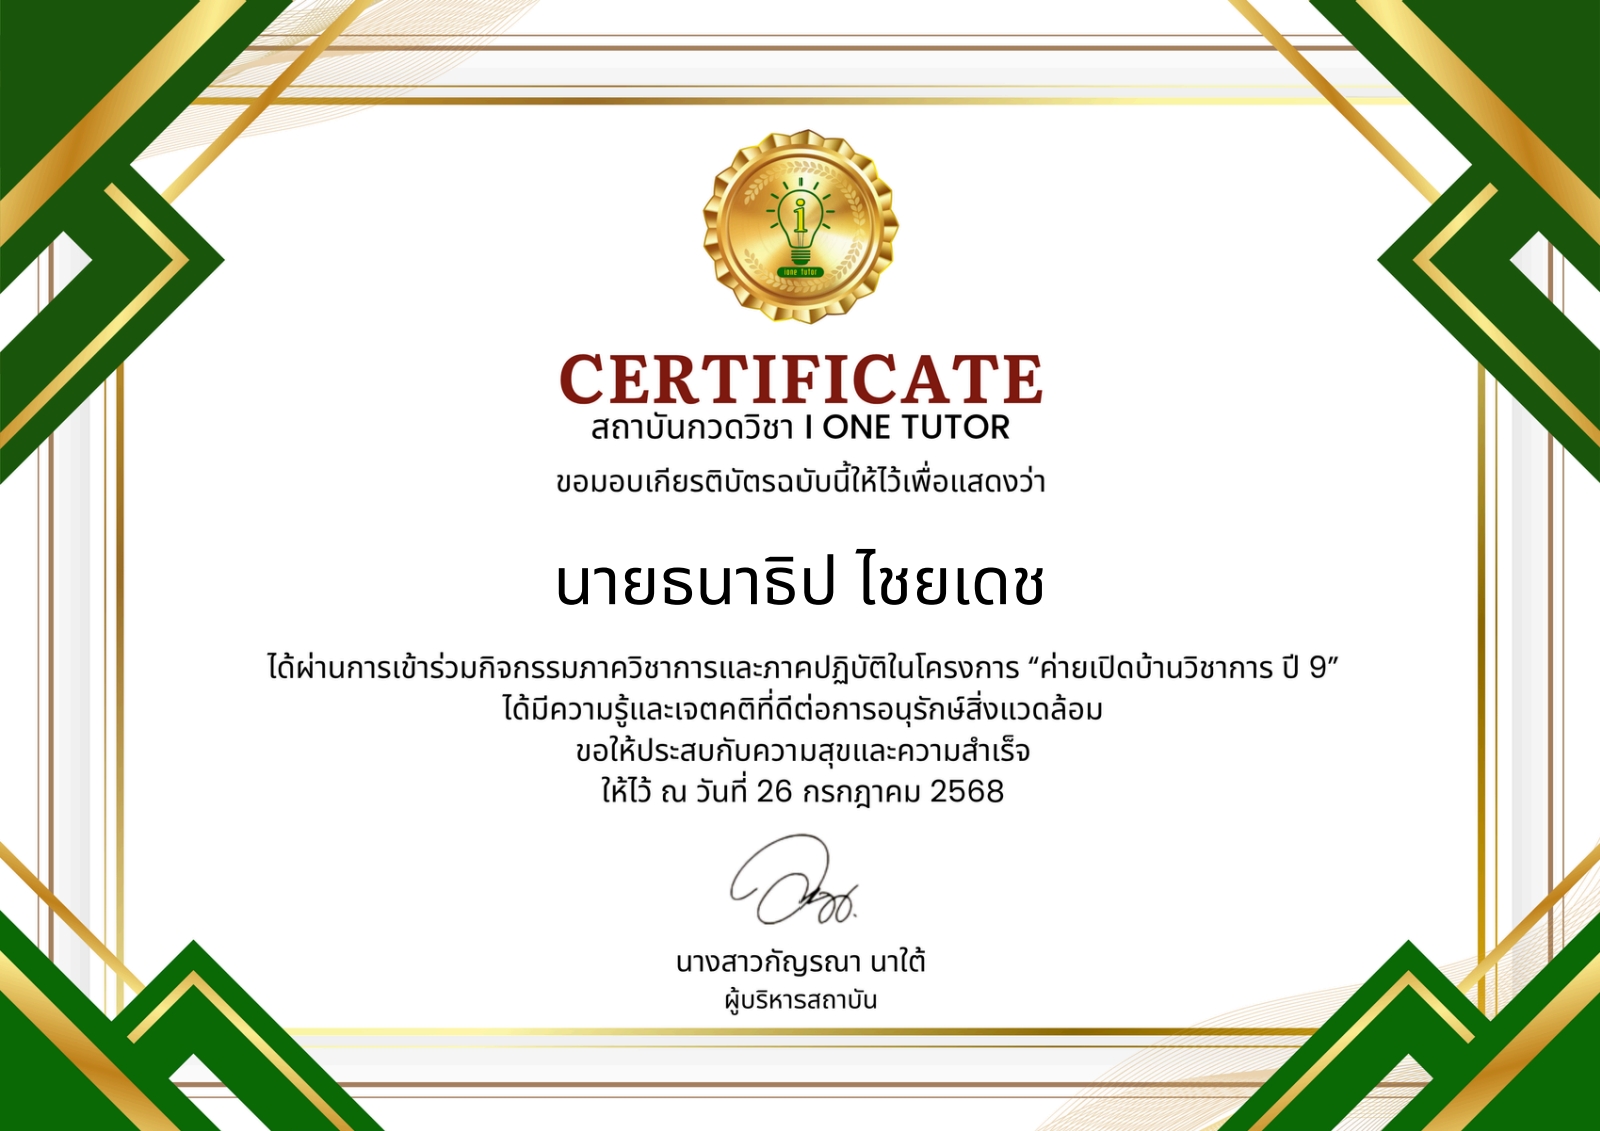 i
ione tutor
CERTIFICATE
สถาบันกวดวิชา I ONE TUTOR
ขอมอบเกียรติบัตรฉบับนี้ให้ไว้เพื่อแสดงว่า
นายธนาธิป ไชยเดช
ได้ผ่านการเข้าร่วมกิจกรรมภาควิชาการและภาคปฏิบัติในโครงการ “ค่ายเปิดบ้านวิชาการ ปี 9”
ได้มีความรู้และเจตคติที่ดีต่อการอนุรักษ์สิ่งแวดล้อม
ขอให้ประสบกับความสุขและความสำเร็จ
ให้ไว้ ณ วันที่ 26 กรกฎาคม 2568
นางสาวกัญรณา นาใต้
ผู้บริหารสถาบัน